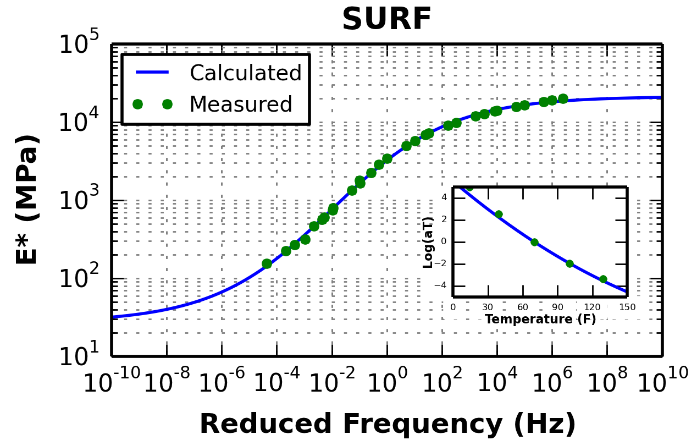 SURF
10^5
10^4
10^3
10^2
10^1
E* (MPa)
Calculated
Measured
4
2
0
−2
−4
Log(aT)
0 30 60 90 120 150
Temperature (F)
10^-10 10^-8 10^-6 10^-4 10^-2 10^0 10^2 10^4 10^6 10^8 10^10
Reduced Frequency (Hz)